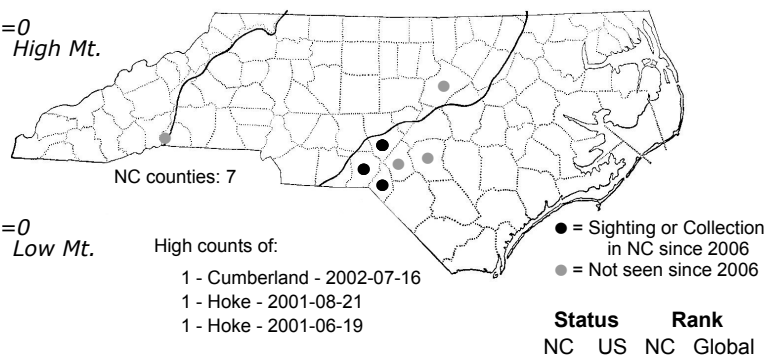 =0
High Mt.
NC counties: 7
=0
Low Mt.
High counts of:
1 - Cumberland - 2002-07-16
1 - Hoke - 2001-08-21
1 - Hoke - 2001-06-19
● = Sighting or Collection
in NC since 2006
● = Not seen since 2006
Status Rank
NC US NC Global